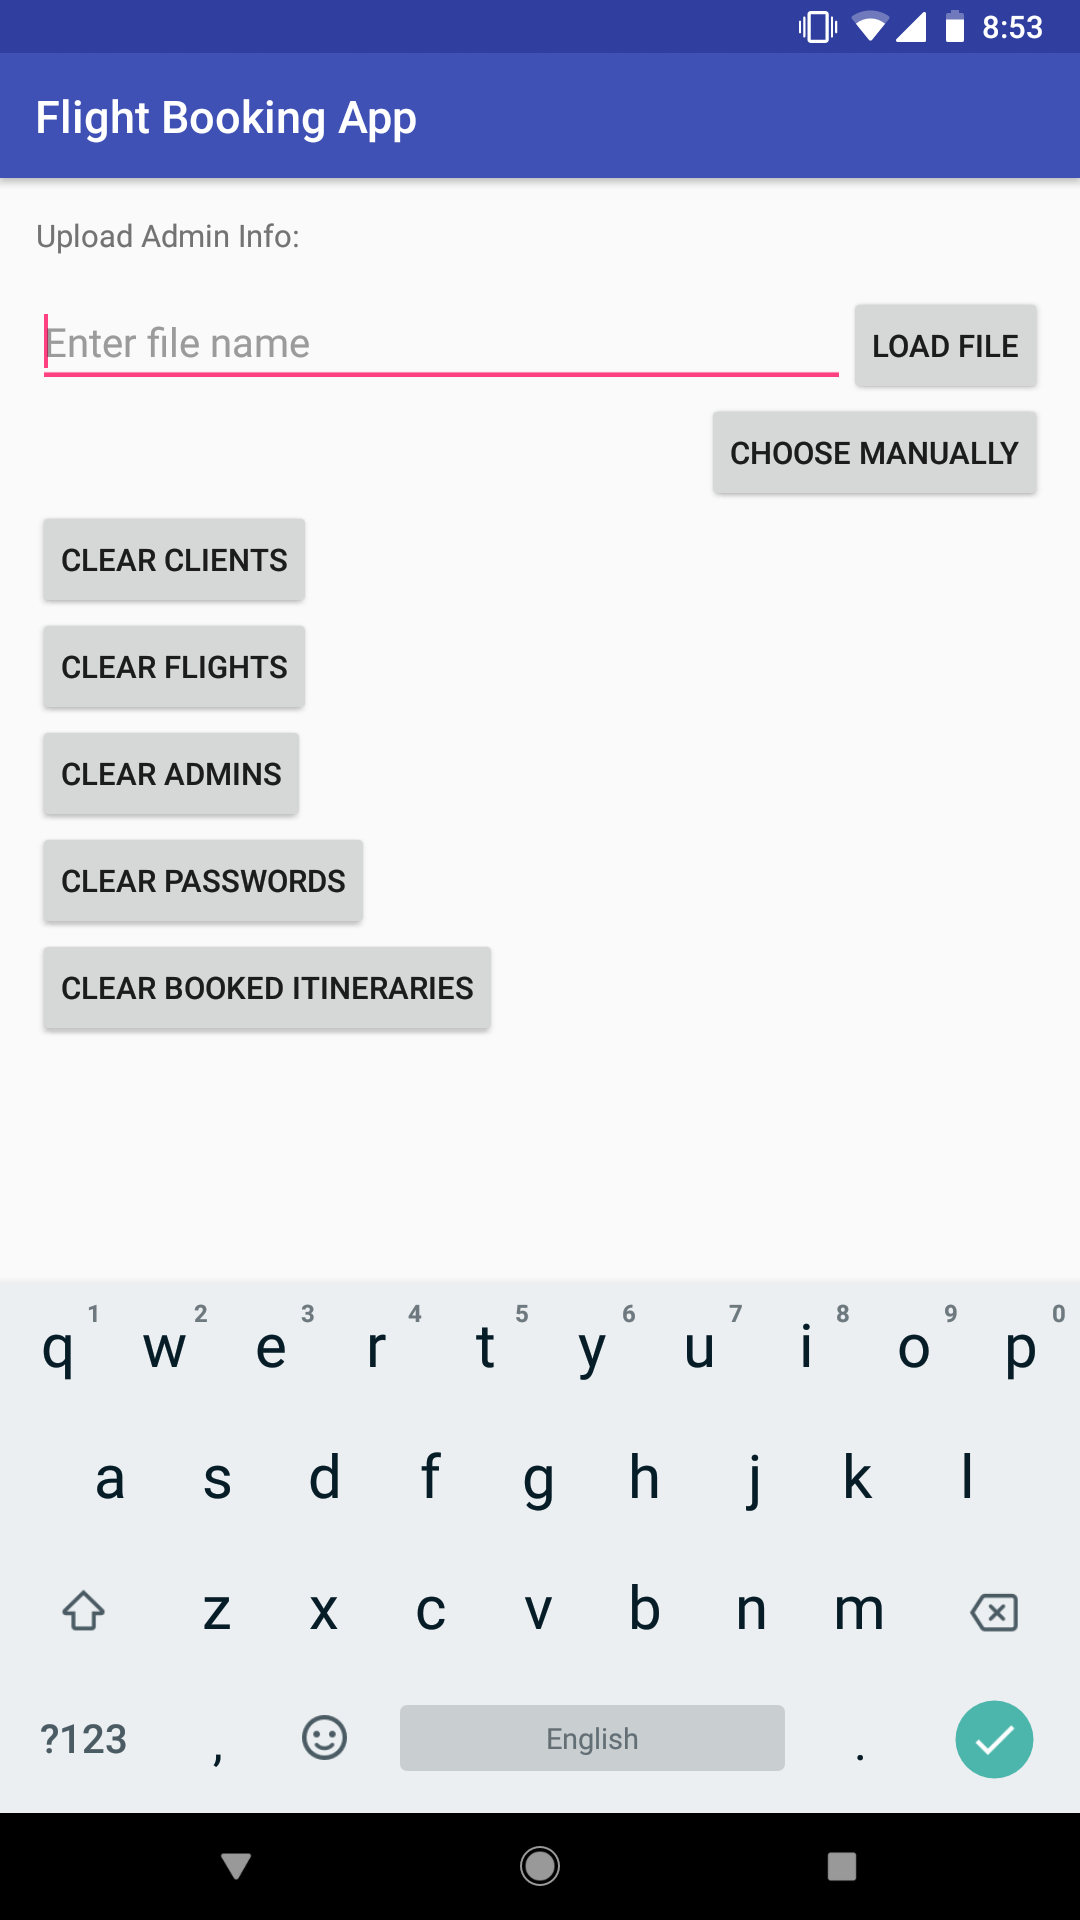 8:53
Flight Booking App
Upload Admin Info:
Enter file name
LOAD FILE
CHOOSE MANUALLY
CLEAR CLIENTS
CLEAR FLIGHTS
CLEAR ADMINS
CLEAR PASSWORDS
CLEAR BOOKED ITINERARIES
1 2 3 4 5 6 7 8 9 0
q w e r t y u i o p
a s d f g h j k l
z x c v b n m
?123 , English .